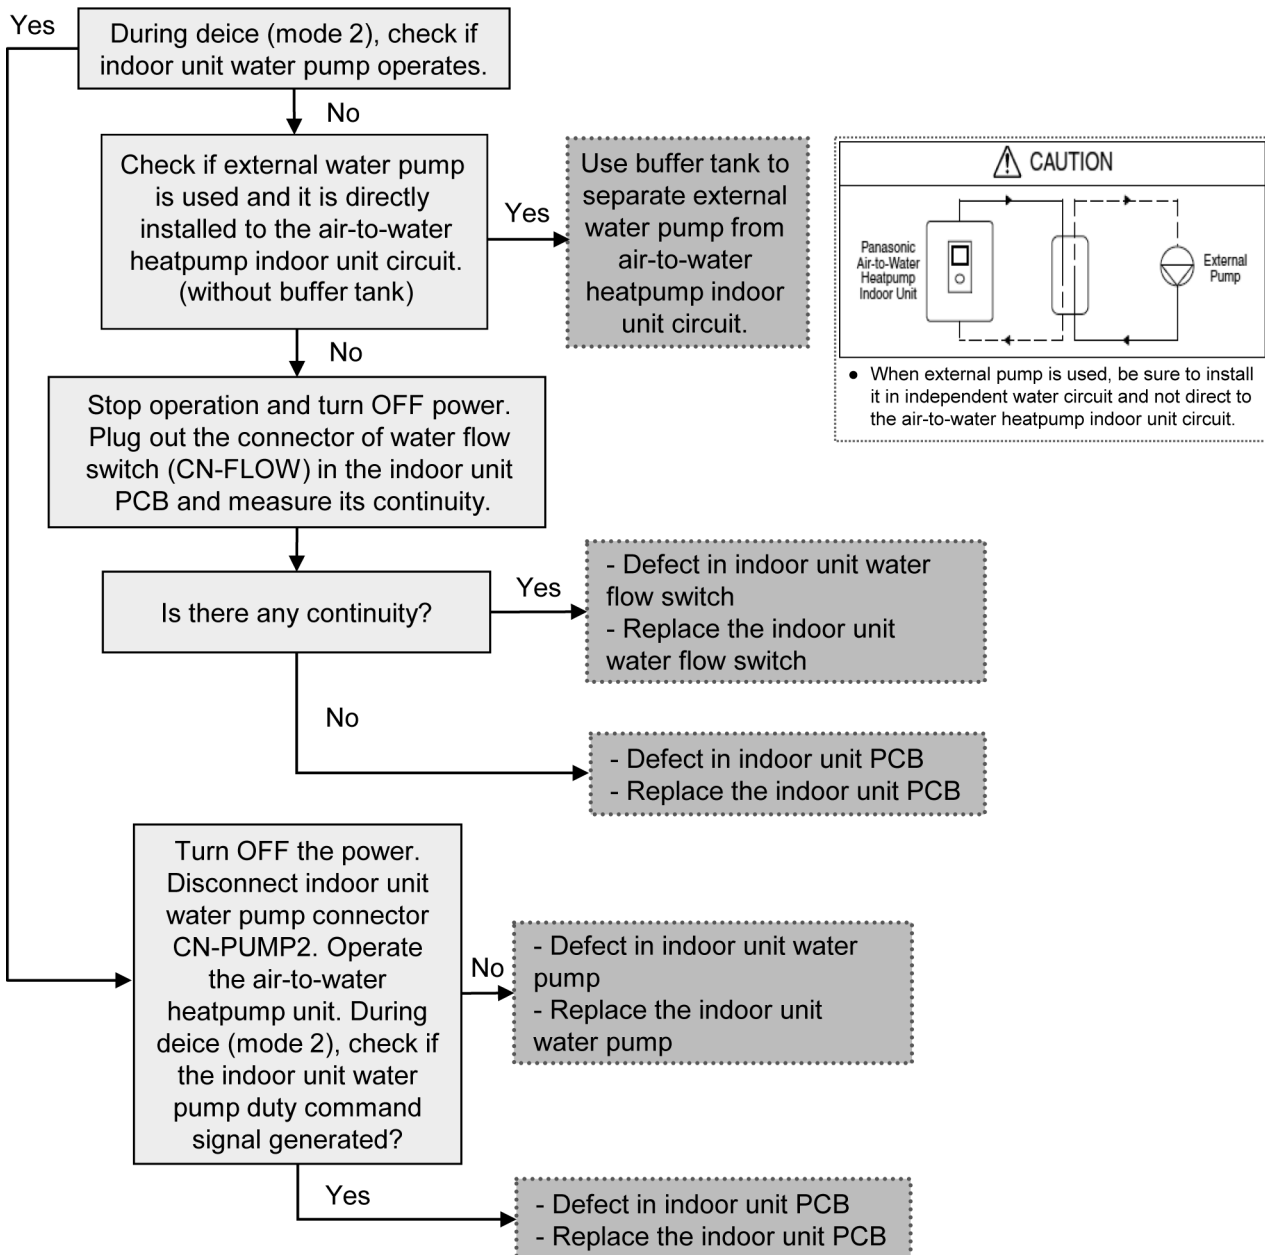 Yes
During deice (mode 2), check if
indoor unit water pump operates.
No
Check if external water pump
is used and it is directly
installed to the air-to-water
heatpump indoor unit circuit.
(without buffer tank)
Yes
Use buffer tank to
separate external
water pump from
air-to-water
heatpump indoor
unit circuit.
CAUTION
Panasonic
Air-to-Water
Heatpump
Indoor Unit
External
Pump
● When external pump is used, be sure to install
it in independent water circuit and not direct to
the air-to-water heatpump indoor unit circuit.
No
Stop operation and turn OFF power.
Plug out the connector of water flow
switch (CN-FLOW) in the indoor unit
PCB and measure its continuity.
Is there any continuity?
Yes
- Defect in indoor unit water
flow switch
- Replace the indoor unit
water flow switch
No
- Defect in indoor unit PCB
- Replace the indoor unit PCB
Turn OFF the power.
Disconnect indoor unit
water pump connector
CN-PUMP2. Operate
the air-to-water
heatpump unit. During
deice (mode 2), check if
the indoor unit water
pump duty command
signal generated?
No
- Defect in indoor unit water
pump
- Replace the indoor unit
water pump
Yes
- Defect in indoor unit PCB
- Replace the indoor unit PCB